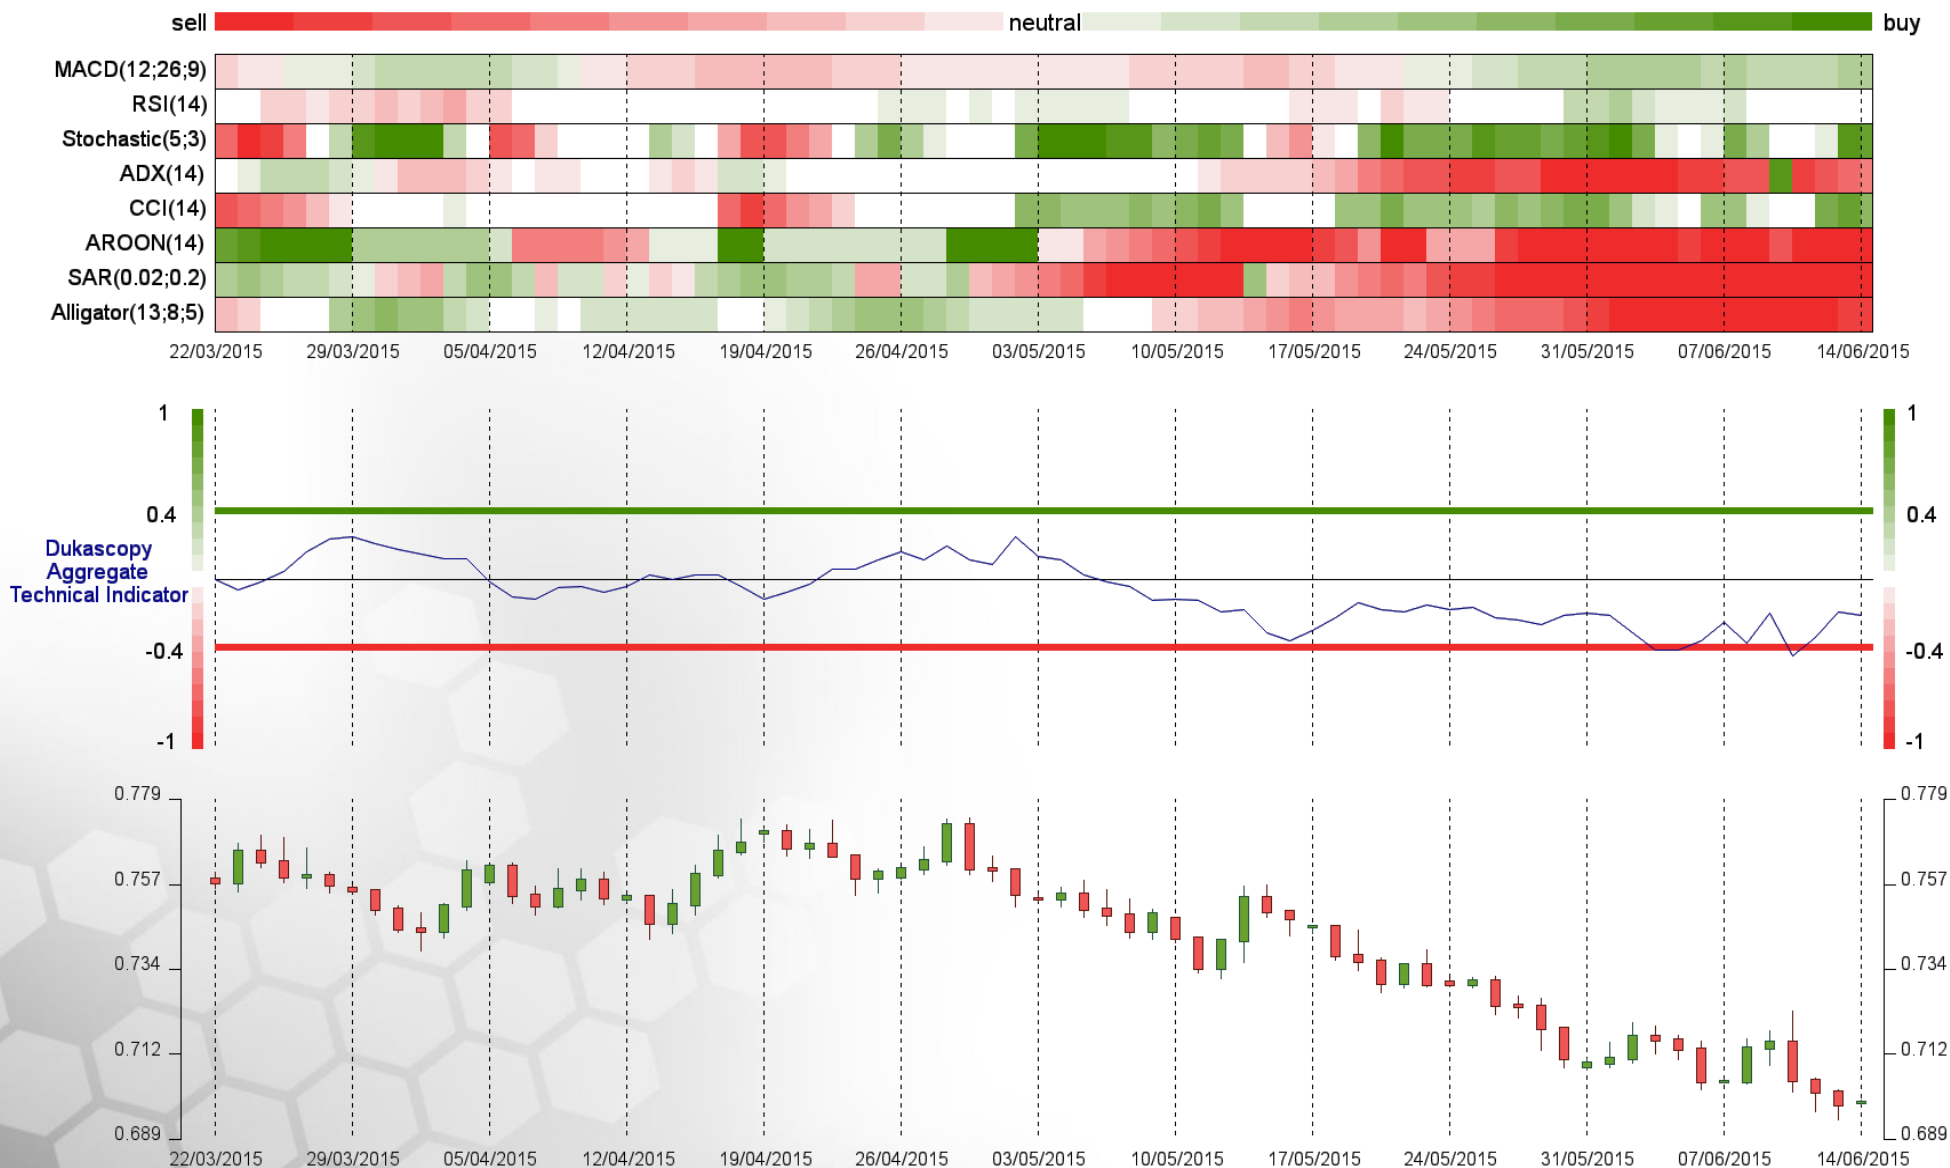 sell neutral buy
MACD(12;26;9)
RSI(14)
Stochastic(5;3)
ADX(14)
CCI(14)
AROON(14)
SAR(0.02;0.2)
Alligator(13;8;5)
22/03/2015 29/03/2015 05/04/2015 12/04/2015 19/04/2015 26/04/2015 03/05/2015 10/05/2015 17/05/2015 24/05/2015 31/05/2015 07/06/2015 14/06/2015
1 1
0.4 0.4
Dukascopy
Aggregate
Technical Indicator
-0.4 -0.4
-1 -1
0.779 0.779
0.757 0.757
0.734 0.734
0.712 0.712
0.689 0.689
22/03/2015 29/03/2015 05/04/2015 12/04/2015 19/04/2015 26/04/2015 03/05/2015 10/05/2015 17/05/2015 24/05/2015 31/05/2015 07/06/2015 14/06/2015